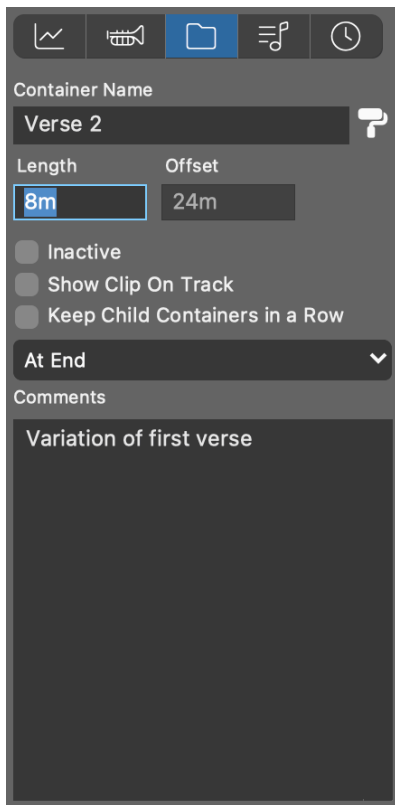 Container Name
Verse 2
Length Offset
8m 24m
Inactive
Show Clip On Track
Keep Child Containers in a Row
At End
Comments
Variation of first verse